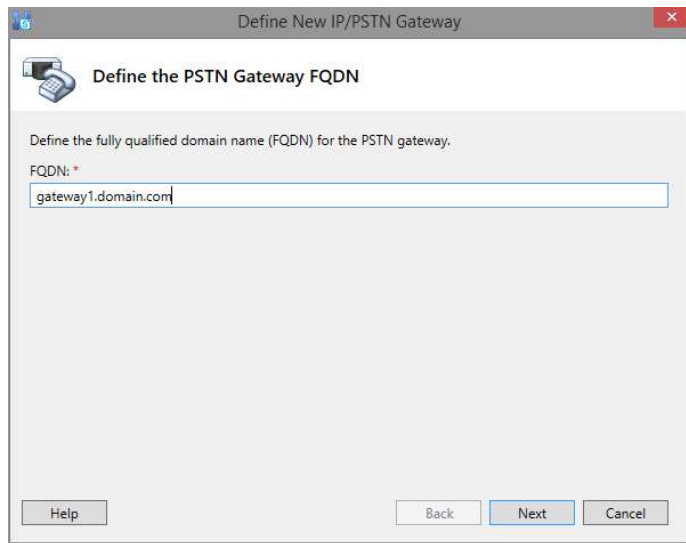 Define New IP/PSTN Gateway
Define the PSTN Gateway FQDN
Define the fully qualified domain name (FQDN) for the PSTN gateway.
FQDN: *
gateway1.domain.com
Help
Back
Next
Cancel